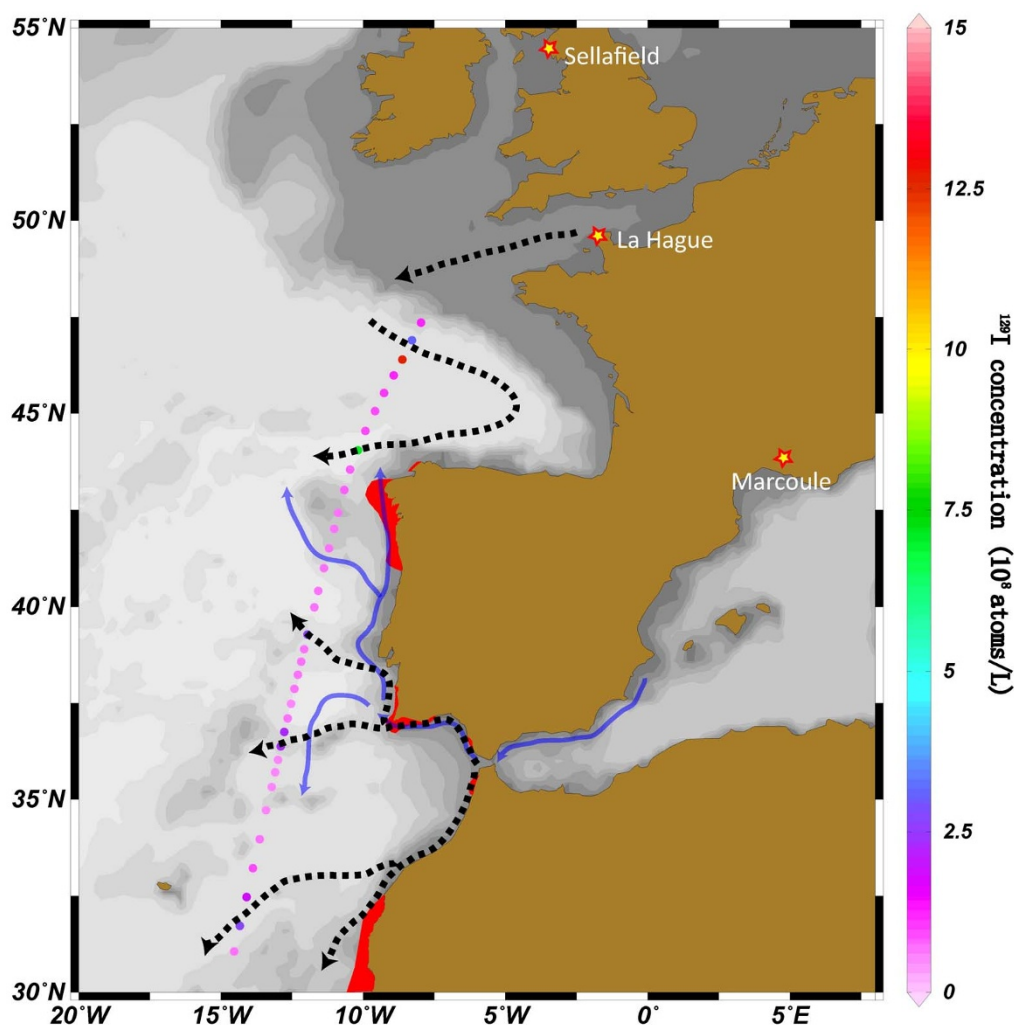 55°N
50°N
45°N
40°N
35°N
30°N
20°W
15°W
10°W
5°W
0°W
5°E
Sellafield
La Hague
Marcoule
15
12.5
10
7.5
5
2.5
0
¹²⁹I concentration (10⁸ atoms/L)